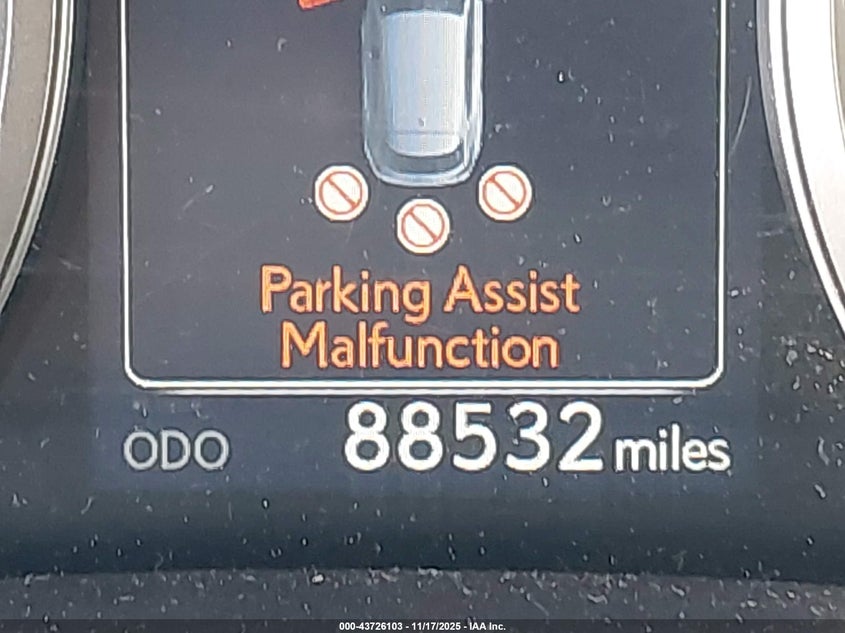 Parking Assist
Malfunction
ODO 88532 miles
000-43726103 - 11/17/2025 - IAA Inc.